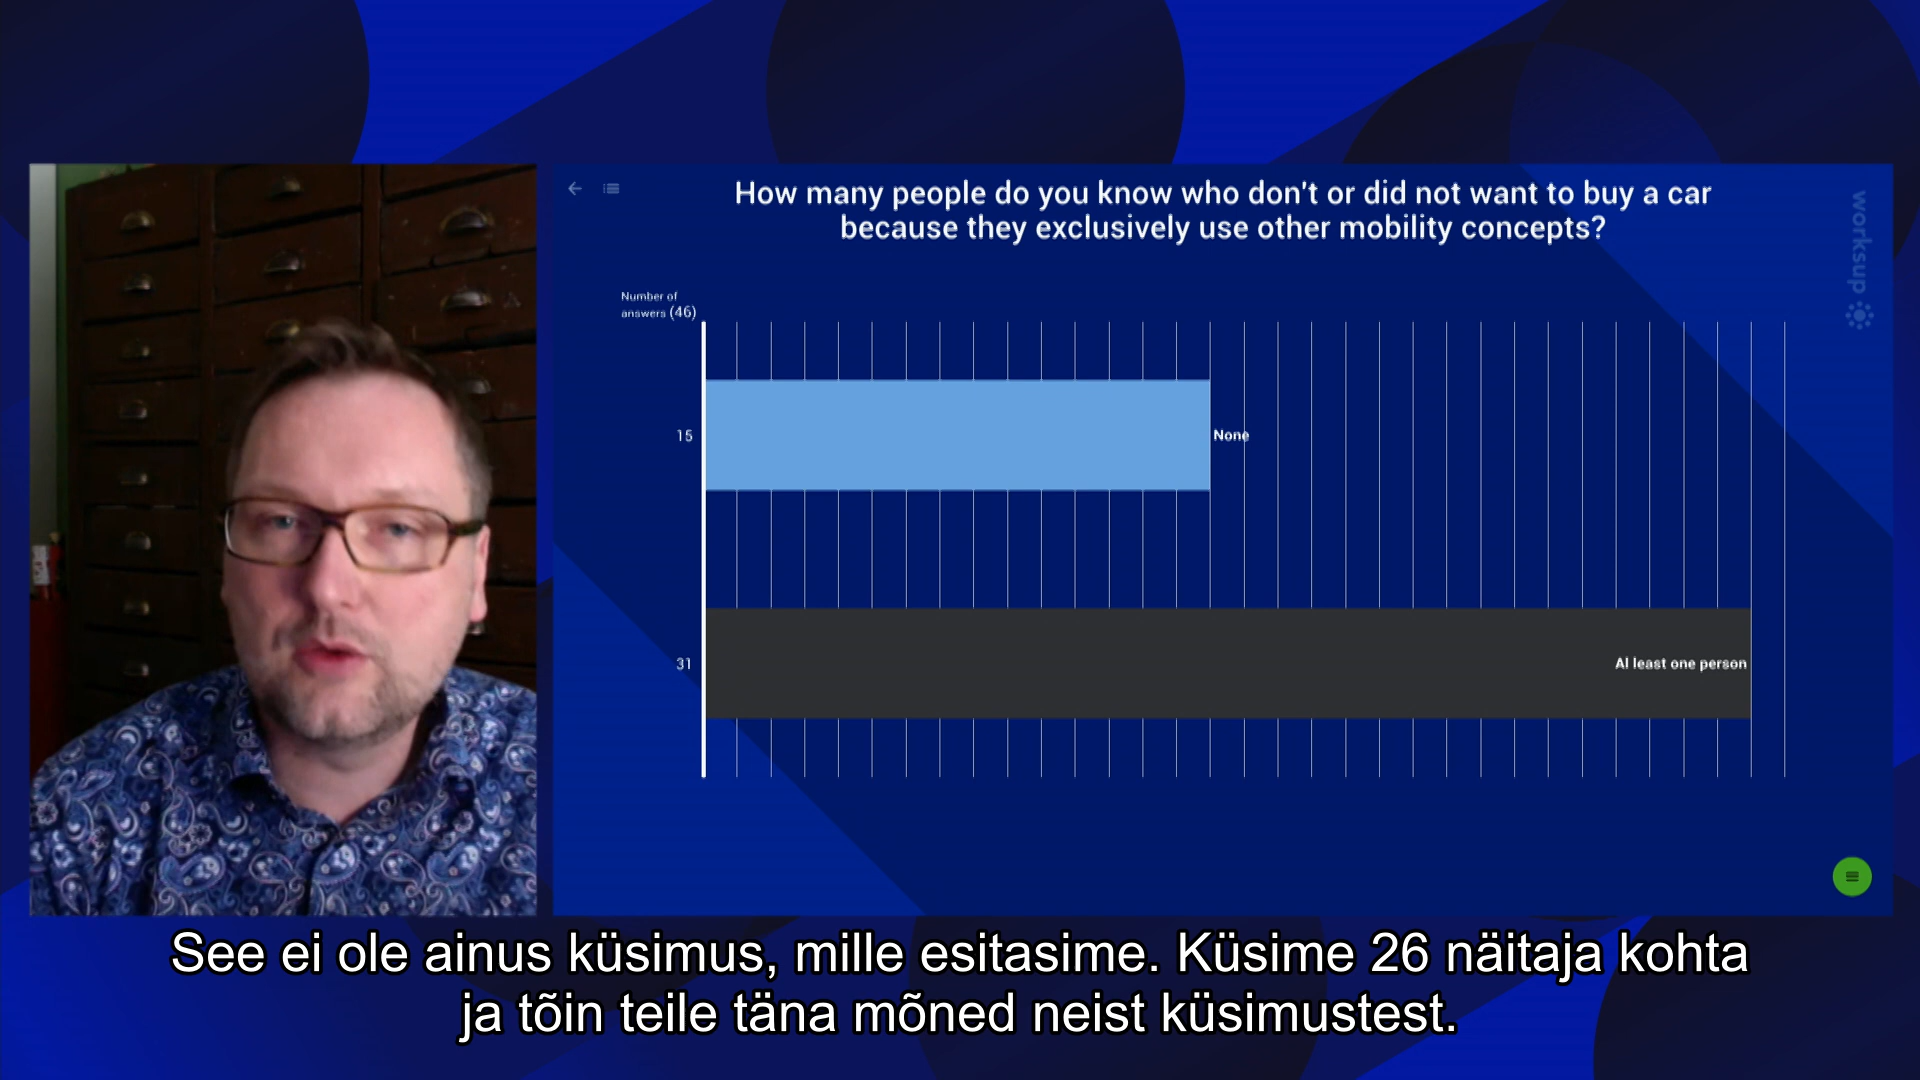 How many people do you know who don't or did not want to buy a car
because they exclusively use other mobility concepts?
worksup
Number of
answers (46)
15
None
31
Al least one person
See ei ole ainus küsimus, mille esitasime. Küsime 26 näitaja kohta
ja tõin teile täna mõned neist küsimustest.